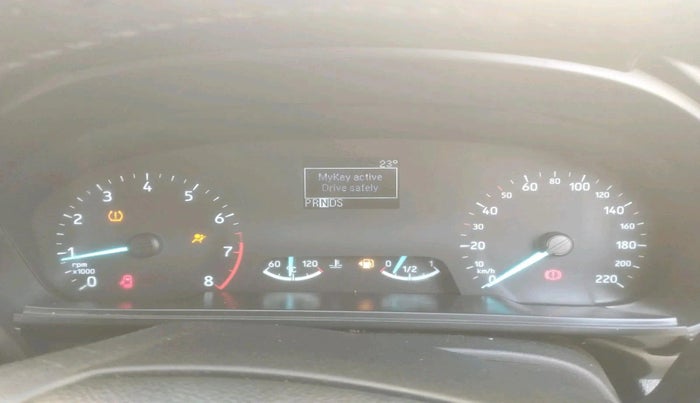 23°
MyKey active
Drive safely
PRNDS
0 1 2 3 4 5 6 7 8
rpm
x1000
60 °C 120
0 1/2 1
0 10 20 30 40 50 60 80 100 120 140 160 180 200 220
km/h